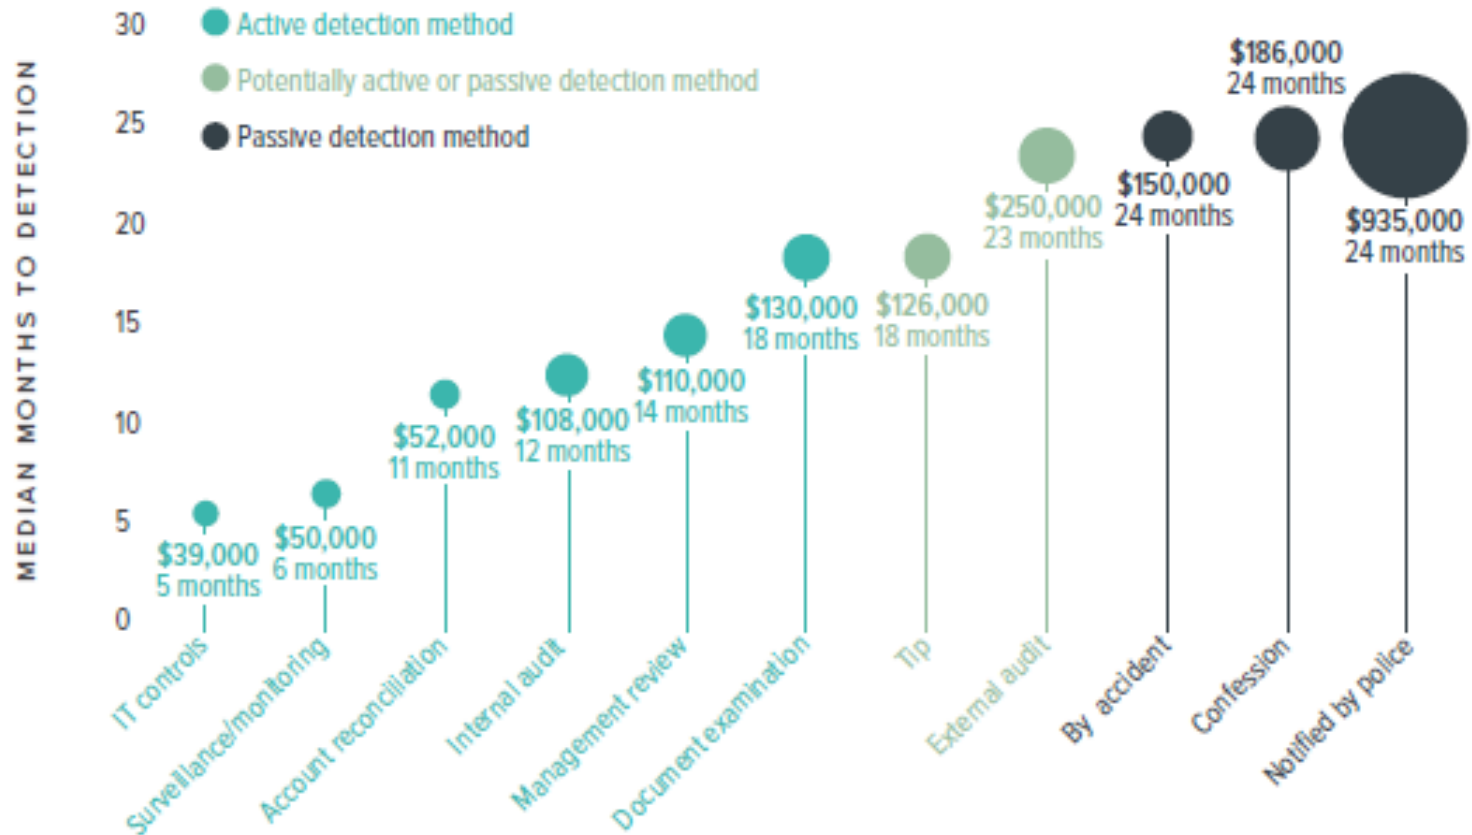 MEDIAN MONTHS TO DETECTION
30
25
20
15
10
5
0
Active detection method
Potentially active or passive detection method
Passive detection method
$39,000
5 months
$50,000
6 months
$52,000
11 months
$108,000
12 months
$110,000
14 months
$130,000
18 months
$126,000
18 months
$250,000
23 months
$150,000
24 months
$186,000
24 months
$935,000
24 months
IT controls
Surveillance/monitoring
Account reconciliation
Internal audit
Management review
Document examination
Tip
External audit
By accident
Confession
Notified by police